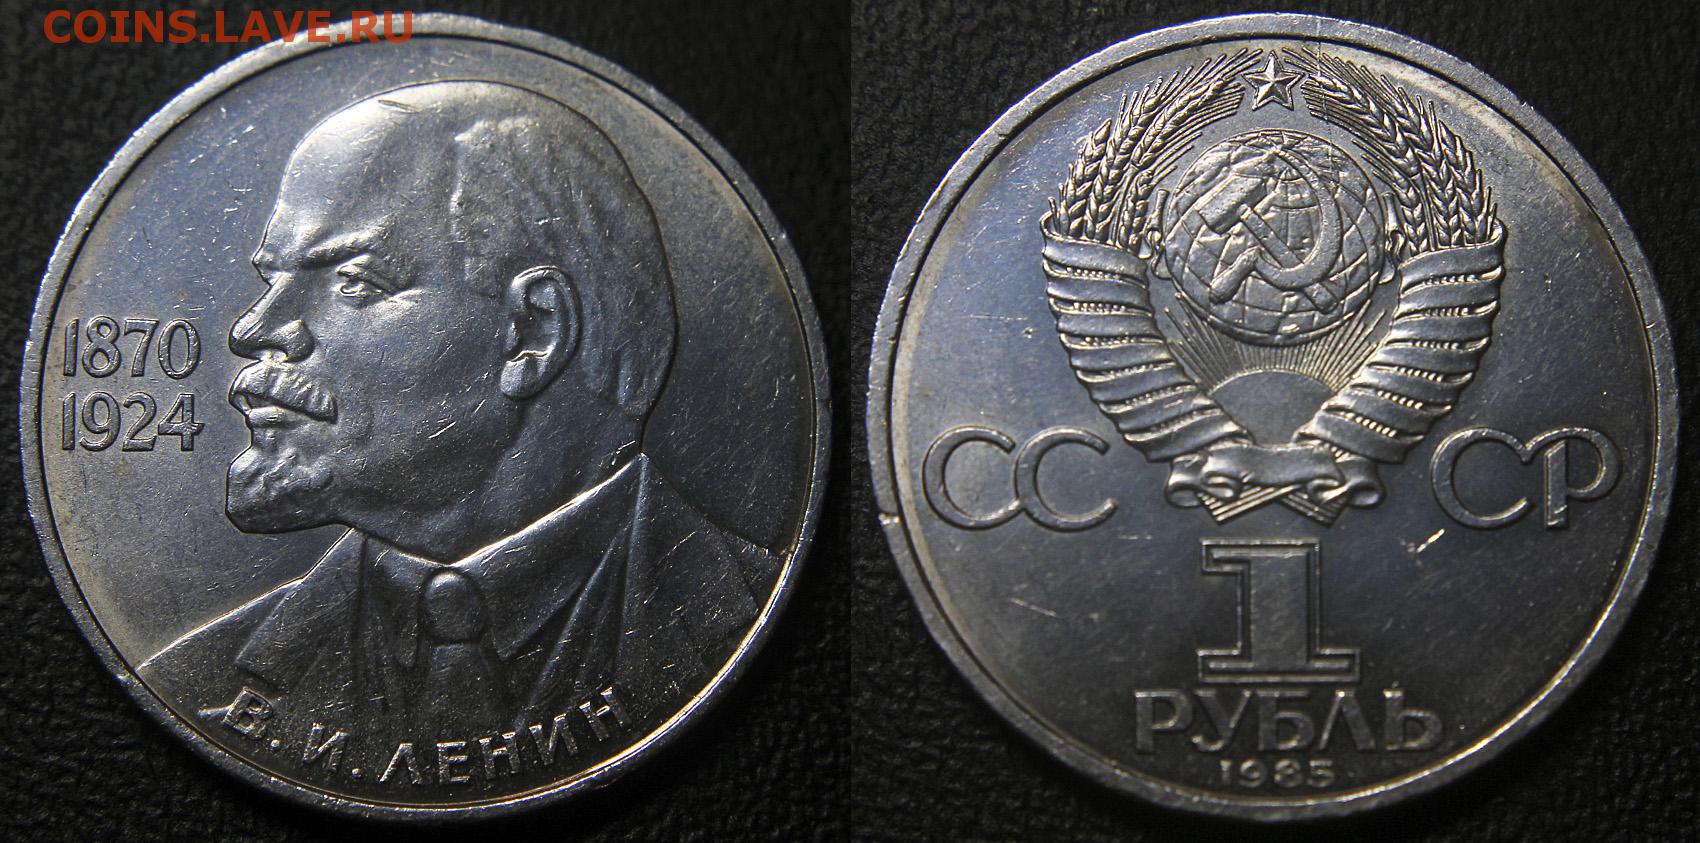 COINS.LAVE.RU
1870
1924
В. И. ЛЕНИН
СС СР
1
РУБЛЬ
1985